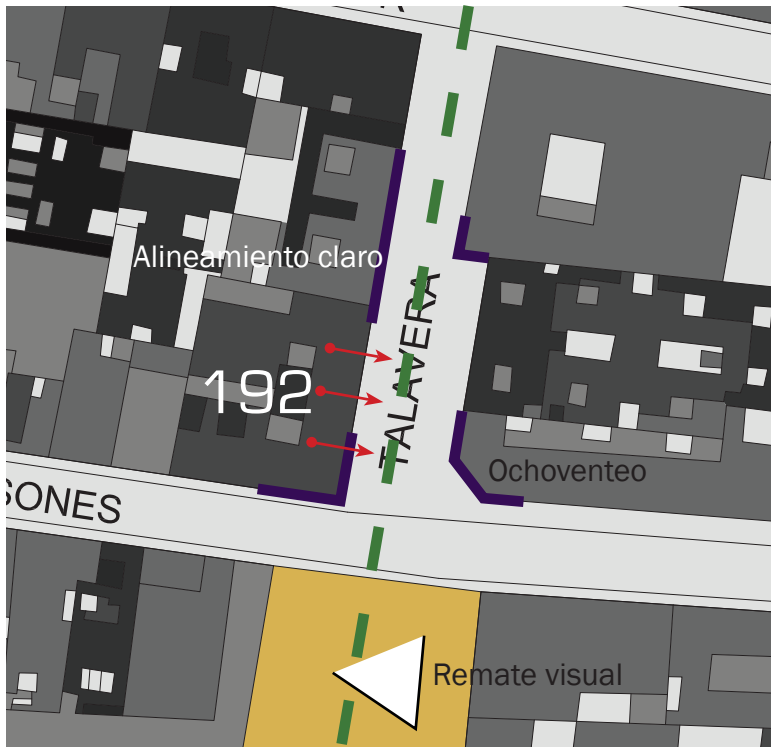 Alineamiento claro
TALAVERA
192
Ochoventeo
SONES
Remate visual